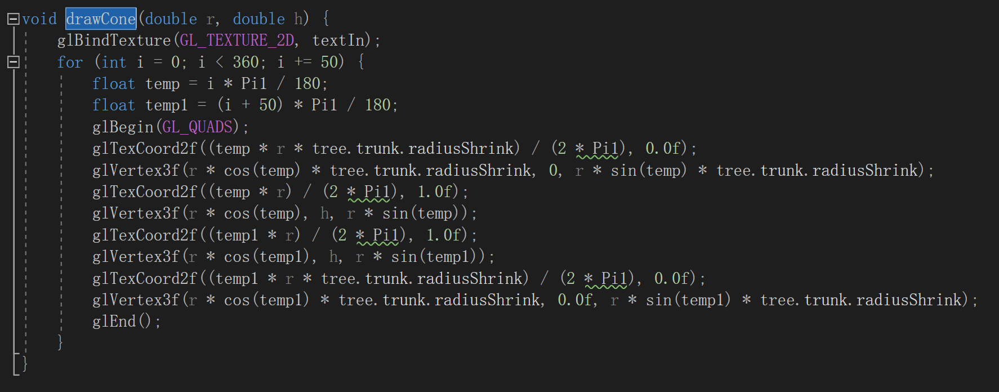 void drawCone(double r, double h) {
glBindTexture(GL_TEXTURE_2D, textIn);
for (int i = 0; i < 360; i += 50) {
float temp = i * Pi1 / 180;
float temp1 = (i + 50) * Pi1 / 180;
glBegin(GL_QUADS);
glTexCoord2f((temp * r * tree.trunk.radiusShrink) / (2 * Pi1), 0.0f);
glVertex3f(r * cos(temp) * tree.trunk.radiusShrink, 0, r * sin(temp) * tree.trunk.radiusShrink);
glTexCoord2f((temp * r) / (2 * Pi1), 1.0f);
glVertex3f(r * cos(temp), h, r * sin(temp));
glTexCoord2f((temp1 * r) / (2 * Pi1), 1.0f);
glVertex3f(r * cos(temp1), h, r * sin(temp1));
glTexCoord2f((temp1 * r * tree.trunk.radiusShrink) / (2 * Pi1), 0.0f);
glVertex3f(r * cos(temp1) * tree.trunk.radiusShrink, 0.0f, r * sin(temp1) * tree.trunk.radiusShrink);
glEnd();
}
}